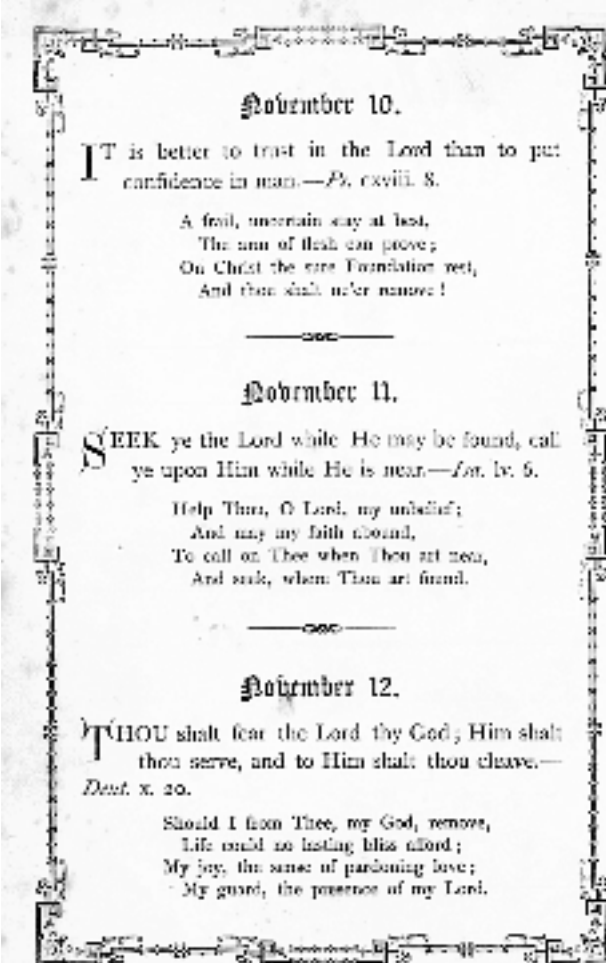 November 10.
IT is better to trust in the Lord than to put
confidence in man.—Ps. cxviii. 8.
A frail, uncertain stay at best,
The arm of flesh can prove;
On Christ the sure Foundation rest,
And thou shalt ne'er remove!
November 11.
SEEK ye the Lord while He may be found, call
ye upon Him while He is near.—Isa. lv. 6.
Help Thou, O Lord, my unbelief;
And may my faith abound,
To call on Thee when Thou art near,
And seek, when Thou art found.
November 12.
THOU shalt fear the Lord thy God; Him shalt
thou serve, and to Him shalt thou cleave.—
Deut. x. 20.
Should I from Thee, my God, remove,
Life could no lasting bliss afford;
My joy, the sense of pardoning love;
My guard, the presence of my Lord.